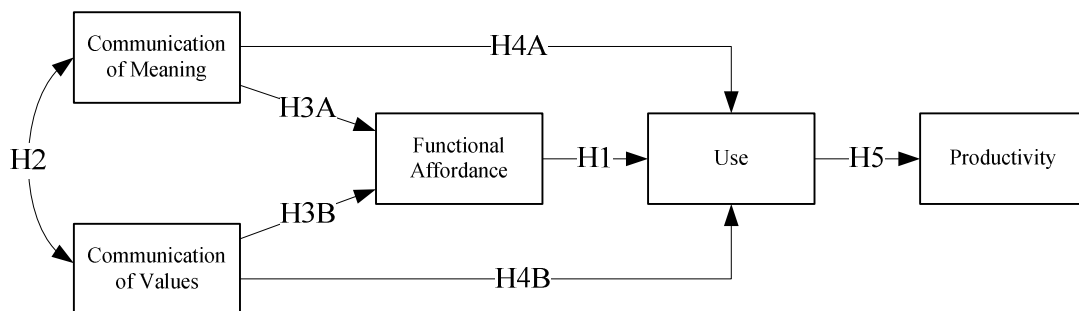 Communication
of Meaning
H4A
H3A
H2
Functional
Affordance
H1
Use
H5
Productivity
H3B
Communication
of Values
H4B